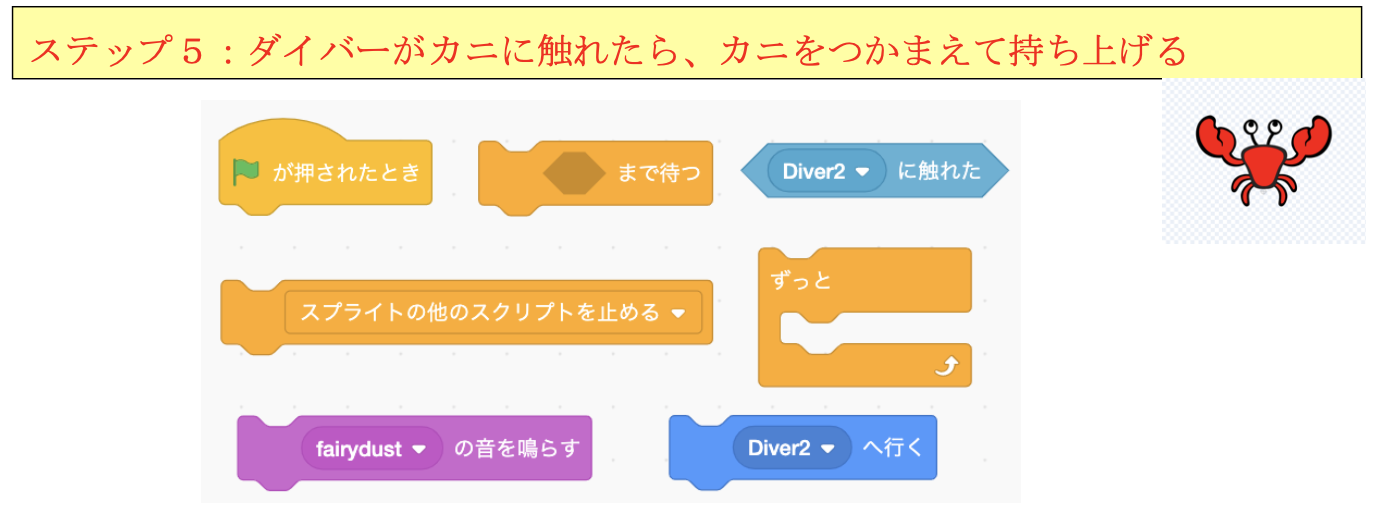 ステップ５：ダイバーがカニに触れたら、カニをつかまえて持ち上げる
が押されたとき
まで待つ
Diver2 に触れた
スプライトの他のスクリプトを止める
ずっと
fairydust の音を鳴らす
Diver2 へ行く